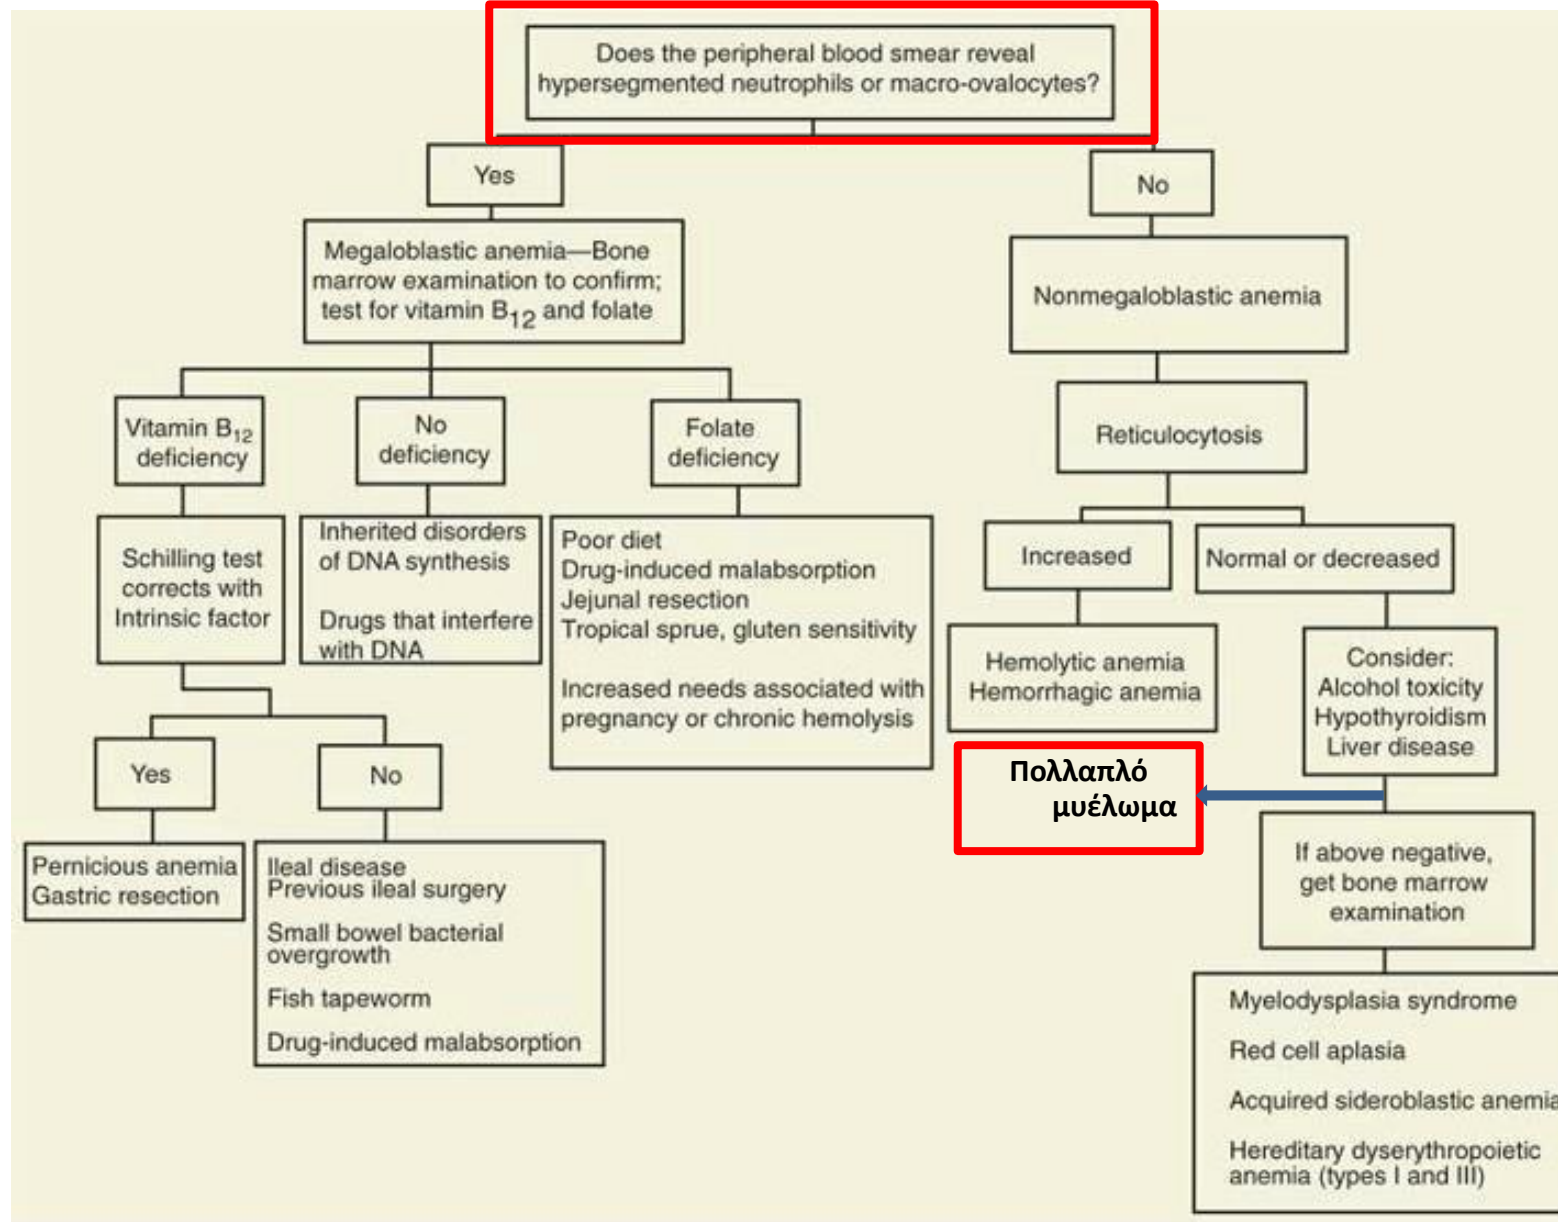 Does the peripheral blood smear reveal
hypersegmented neutrophils or macro-ovalocytes?
Yes
No
Megaloblastic anemia—Bone
marrow examination to confirm;
test for vitamin B12 and folate
Nonmegaloblastic anemia
Vitamin B12
deficiency
No
deficiency
Folate
deficiency
Reticulocytosis
Schilling test
corrects with
Intrinsic factor
Inherited disorders
of DNA synthesis
Drugs that interfere
with DNA
Poor diet
Drug-induced malabsorption
Jejunal resection
Tropical sprue, gluten sensitivity
Increased needs associated with
pregnancy or chronic hemolysis
Increased
Normal or decreased
Hemolytic anemia
Hemorrhagic anemia
Consider:
Alcohol toxicity
Hypothyroidism
Liver disease
Yes
No
Πολλαπλό
μυέλωμα
Pernicious anemia
Gastric resection
Ileal disease
Previous ileal surgery
Small bowel bacterial
overgrowth
Fish tapeworm
Drug-induced malabsorption
If above negative,
get bone marrow
examination
Myelodysplasia syndrome
Red cell aplasia
Acquired sideroblastic anemia
Hereditary dyserythropoietic
anemia (types I and III)